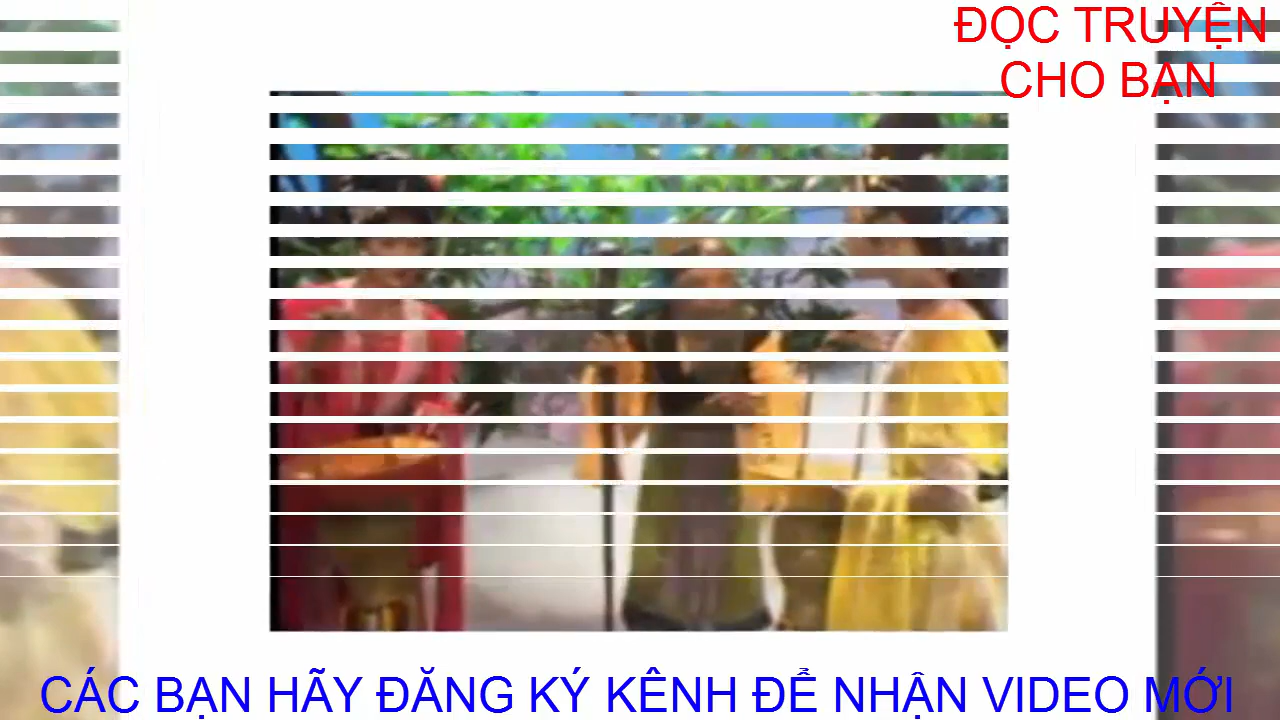 ĐỌC TRUYỆN
CHO BẠN
CÁC BẠN HÃY ĐĂNG KÝ KÊNH ĐỂ NHẬN VIDEO MỚI